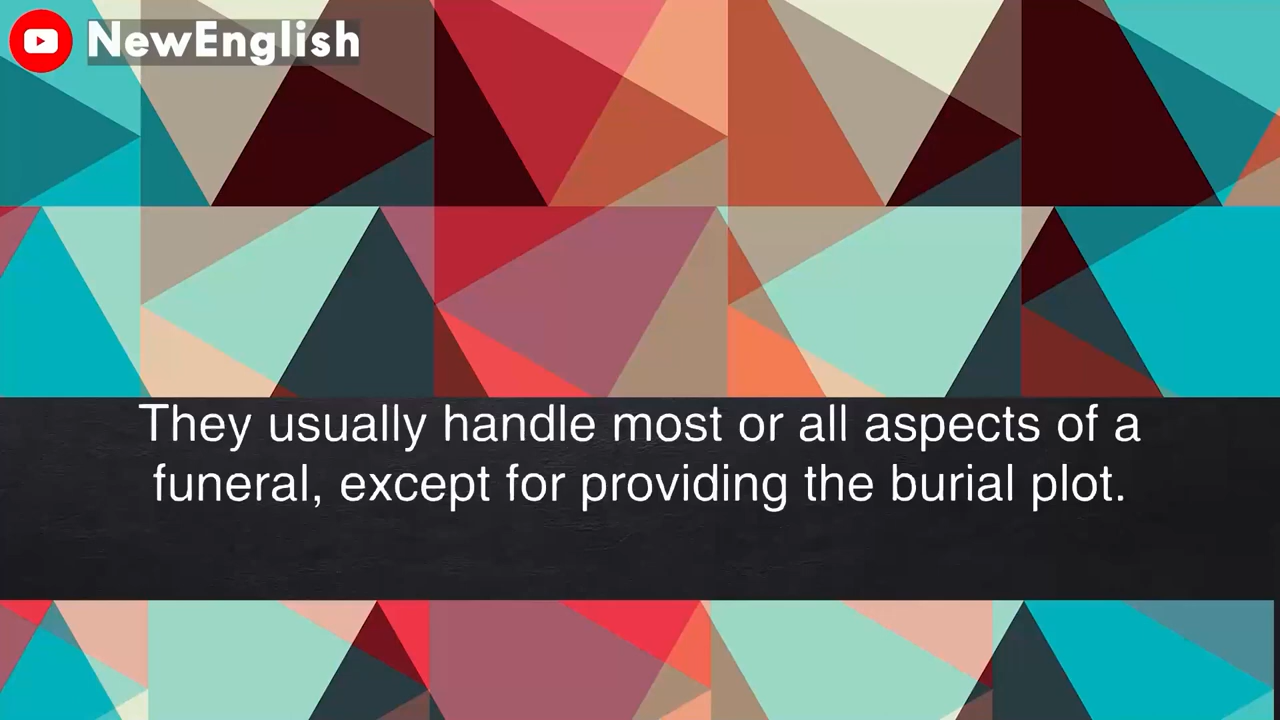 NewEnglish
They usually handle most or all aspects of a
funeral, except for providing the burial plot.